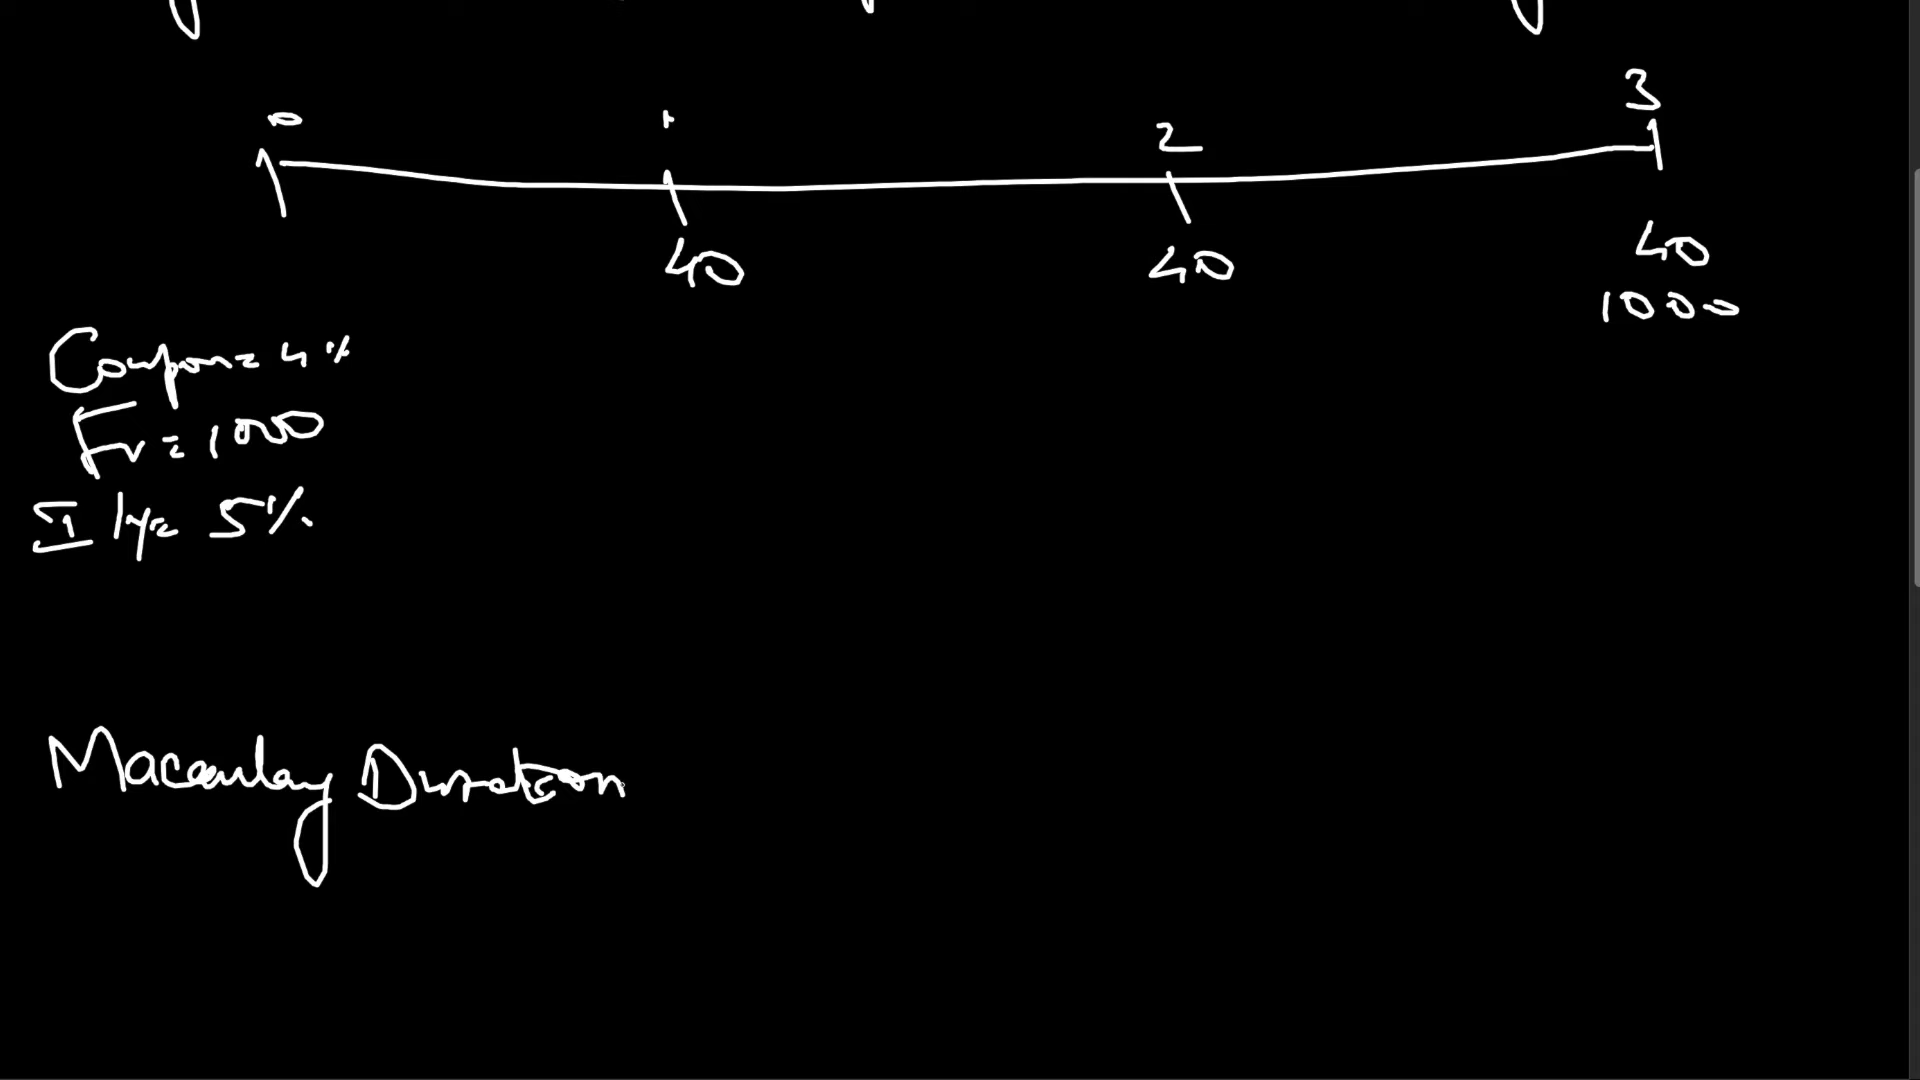 0 1 2 3
40 40 40
1000
Coupon = 4%
Fv = 1000
I/y = 5%
Macaulay Duration